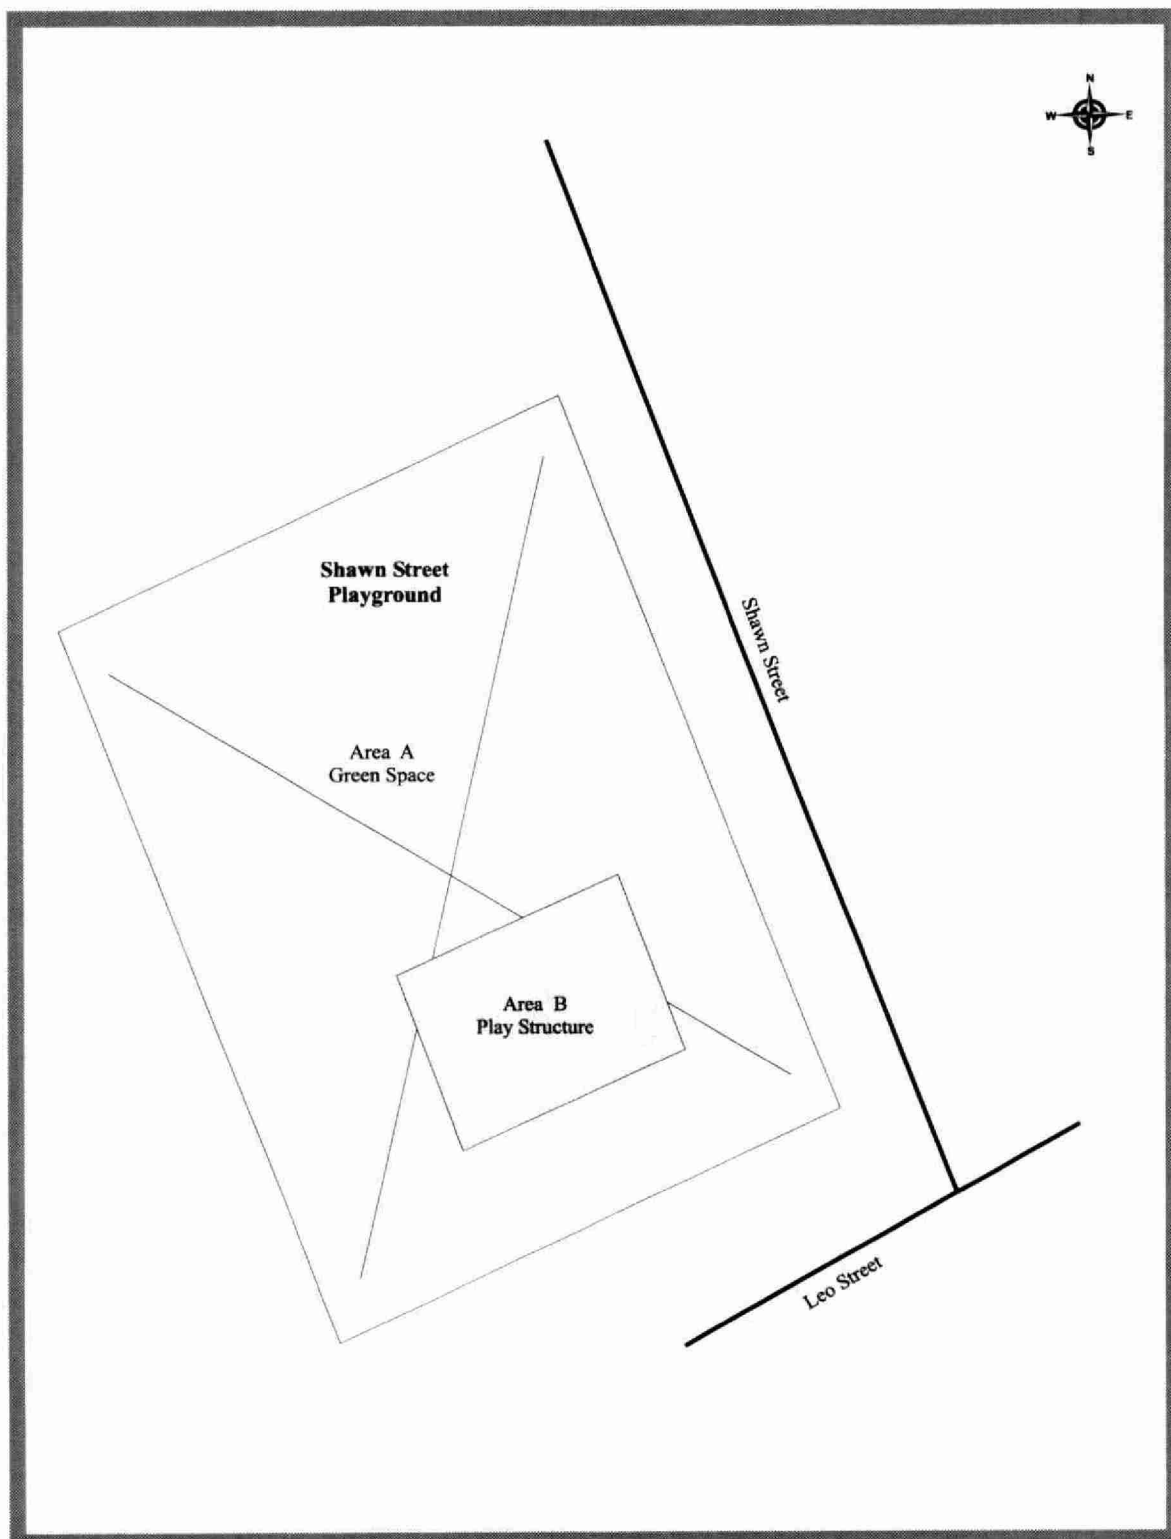 N
W E
S
Shawn Street
Playground
Shawn Street
Area A
Green Space
Area B
Play Structure
Leo Street